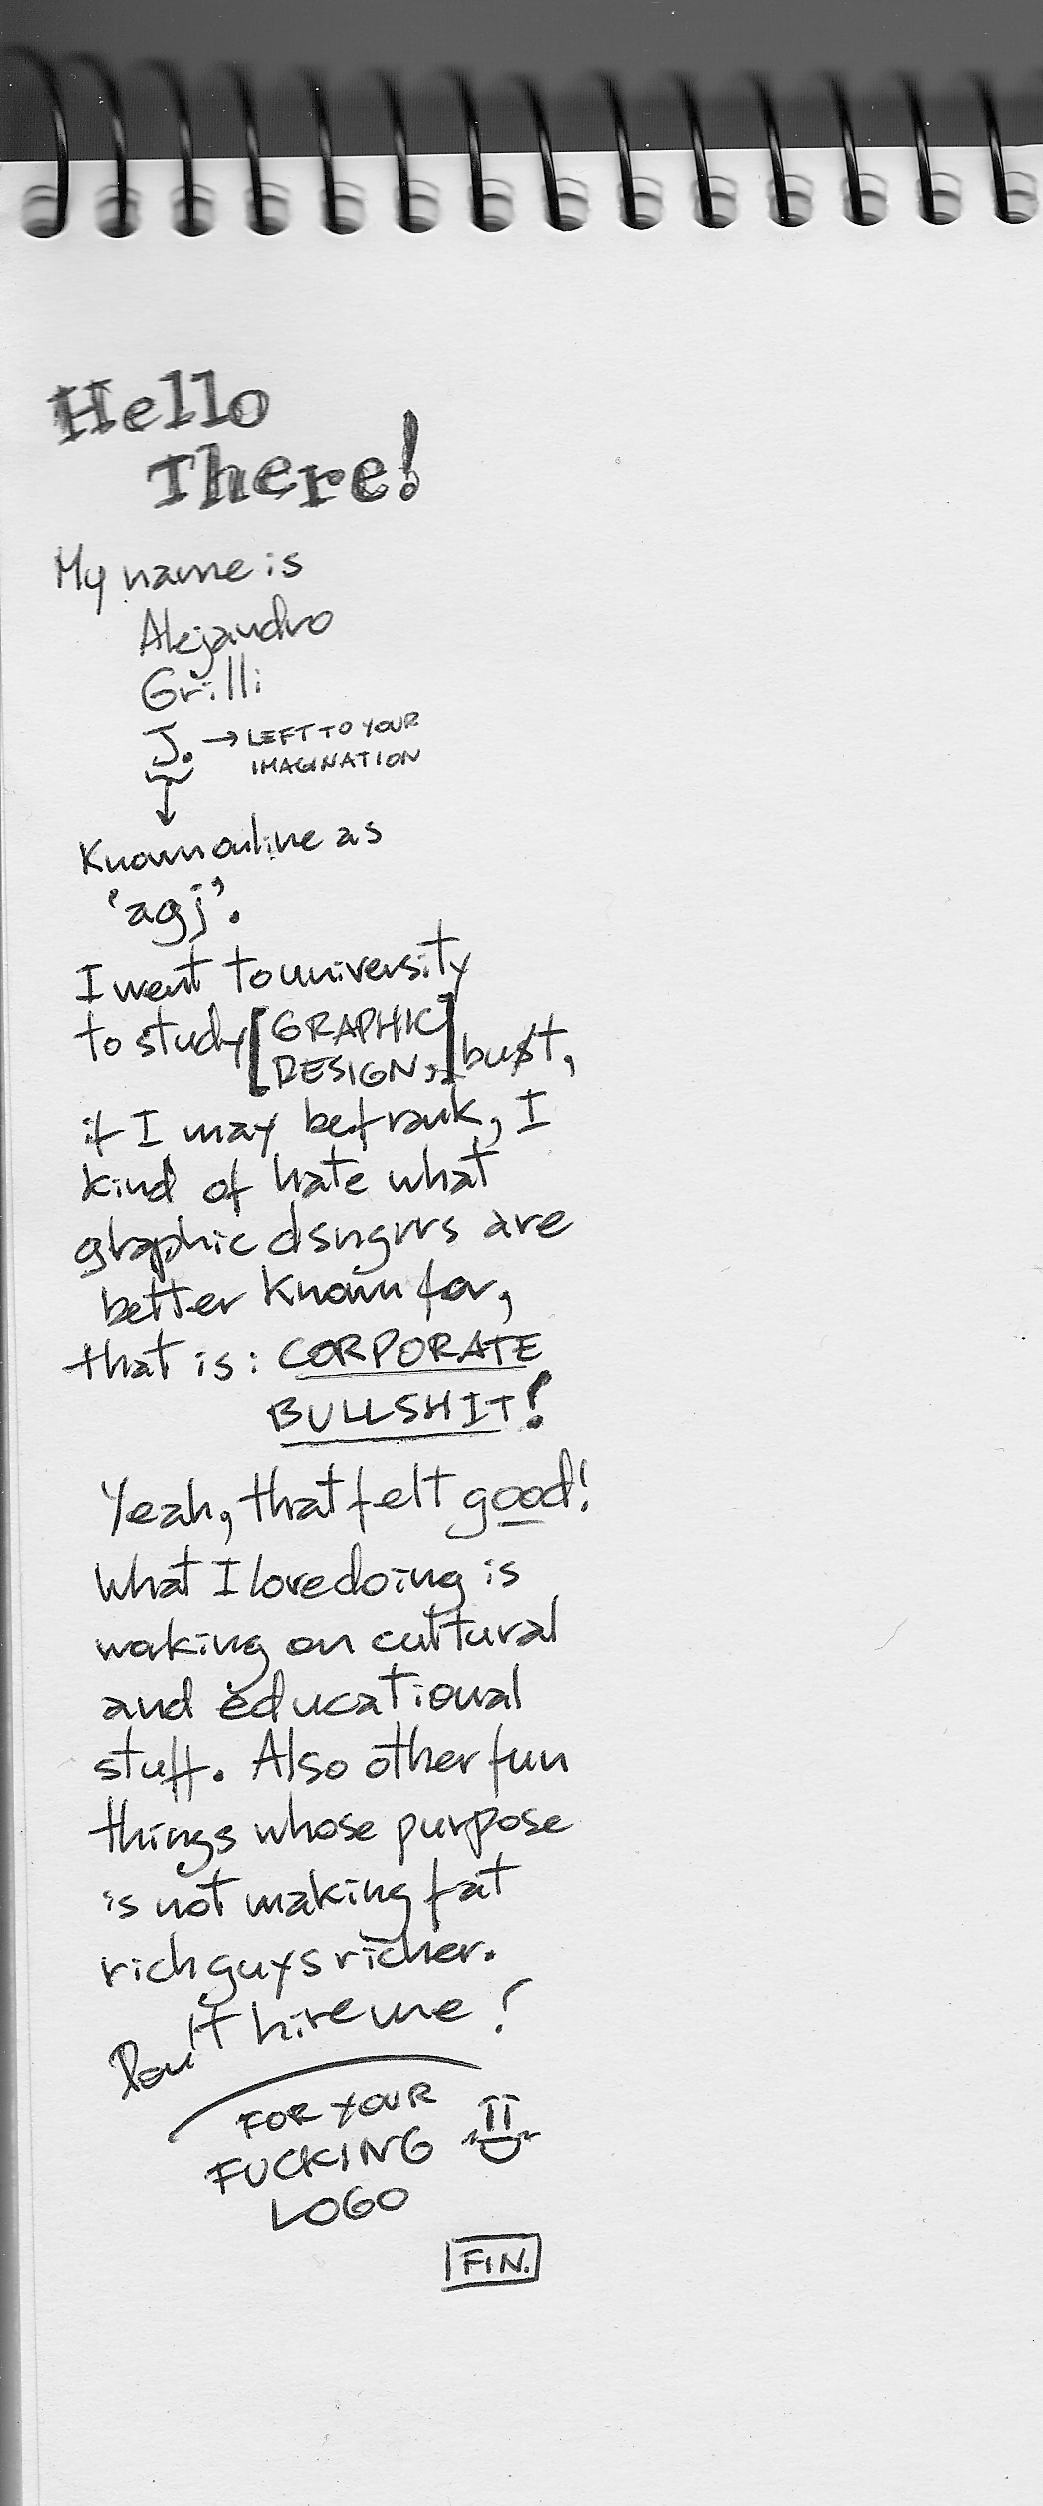 Hello
There!
My name is
Alejandro
Grilli
J. → LEFT TO YOUR
IMAGINATION
↓
Known online as
'agj'.
I went to university
to study [GRAPHIC
DESIGN,] but,
if I may be frank, I
kind of hate what
graphic dsngrrs are
better known for,
that is: CORPORATE
BULLSHIT!
Yeah, that felt good!
What I love doing is
working on cultural
and educational
stuff. Also other fun
things whose purpose
is not making fat
rich guys richer.
Don't hire me!
FOR YOUR
FUCKING
LOGO
FIN.